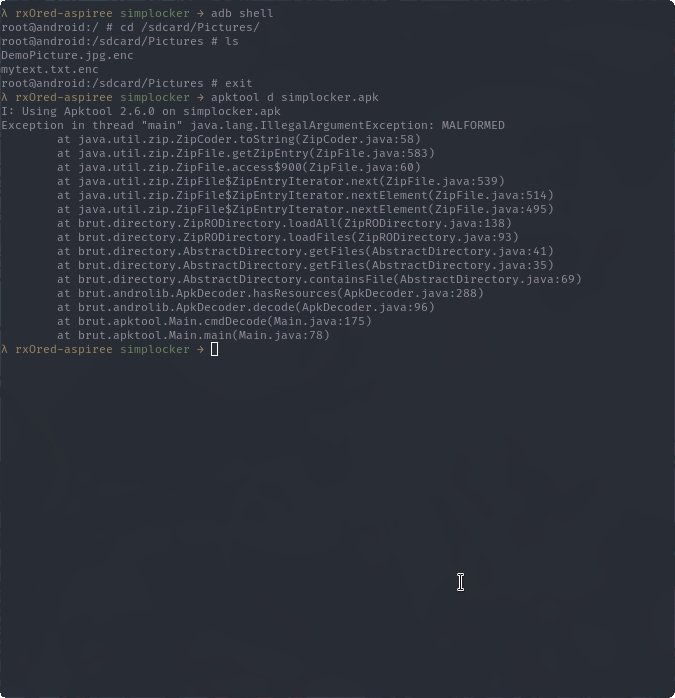 λ rxOred-aspiree simplocker → adb shell
root@android:/ # cd /sdcard/Pictures/
root@android:/sdcard/Pictures # ls
DemoPicture.jpg.enc
mytext.txt.enc
root@android:/sdcard/Pictures # exit
λ rxOred-aspiree simplocker → apktool d simplocker.apk
I: Using Apktool 2.6.0 on simplocker.apk
Exception in thread "main" java.lang.IllegalArgumentException: MALFORMED
        at java.util.zip.ZipCoder.toString(ZipCoder.java:58)
        at java.util.zip.ZipFile.getZipEntry(ZipFile.java:583)
        at java.util.zip.ZipFile.access$900(ZipFile.java:60)
        at java.util.zip.ZipFile$ZipEntryIterator.next(ZipFile.java:539)
        at java.util.zip.ZipFile$ZipEntryIterator.nextElement(ZipFile.java:514)
        at java.util.zip.ZipFile$ZipEntryIterator.nextElement(ZipFile.java:495)
        at brut.directory.ZipRODirectory.loadAll(ZipRODirectory.java:138)
        at brut.directory.ZipRODirectory.loadFiles(ZipRODirectory.java:93)
        at brut.directory.AbstractDirectory.getFiles(AbstractDirectory.java:41)
        at brut.directory.AbstractDirectory.getFiles(AbstractDirectory.java:35)
        at brut.directory.AbstractDirectory.containsFile(AbstractDirectory.java:69)
        at brut.androlib.ApkDecoder.hasResources(ApkDecoder.java:288)
        at brut.androlib.ApkDecoder.decode(ApkDecoder.java:96)
        at brut.apktool.Main.cmdDecode(Main.java:175)
        at brut.apktool.Main.main(Main.java:78)
λ rxOred-aspiree simplocker →